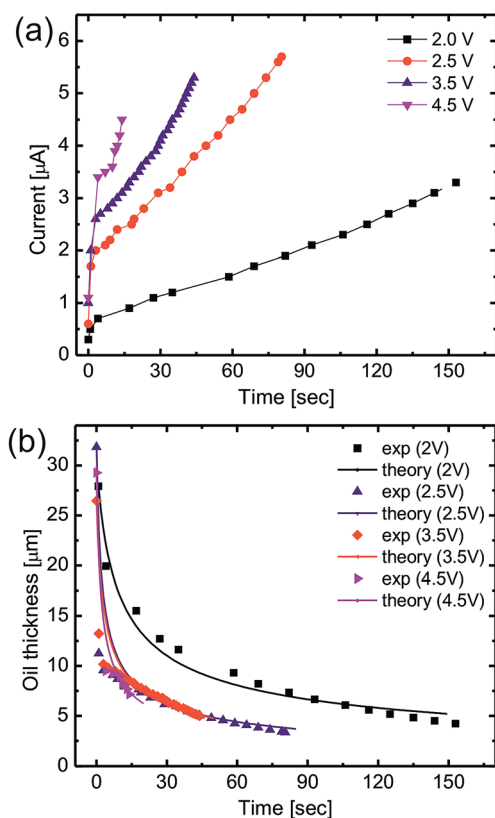 (a)
6
5
4
3
2
1
0
Current [μA]
2.0 V
2.5 V
3.5 V
4.5 V
0 30 60 90 120 150
Time [sec]
(b)
30
25
20
15
10
5
0
Oil thickness [μm]
exp (2V)
theory (2V)
exp (2.5V)
theory (2.5V)
exp (3.5V)
theory (3.5V)
exp (4.5V)
theory (4.5V)
0 30 60 90 120 150
Time [sec]